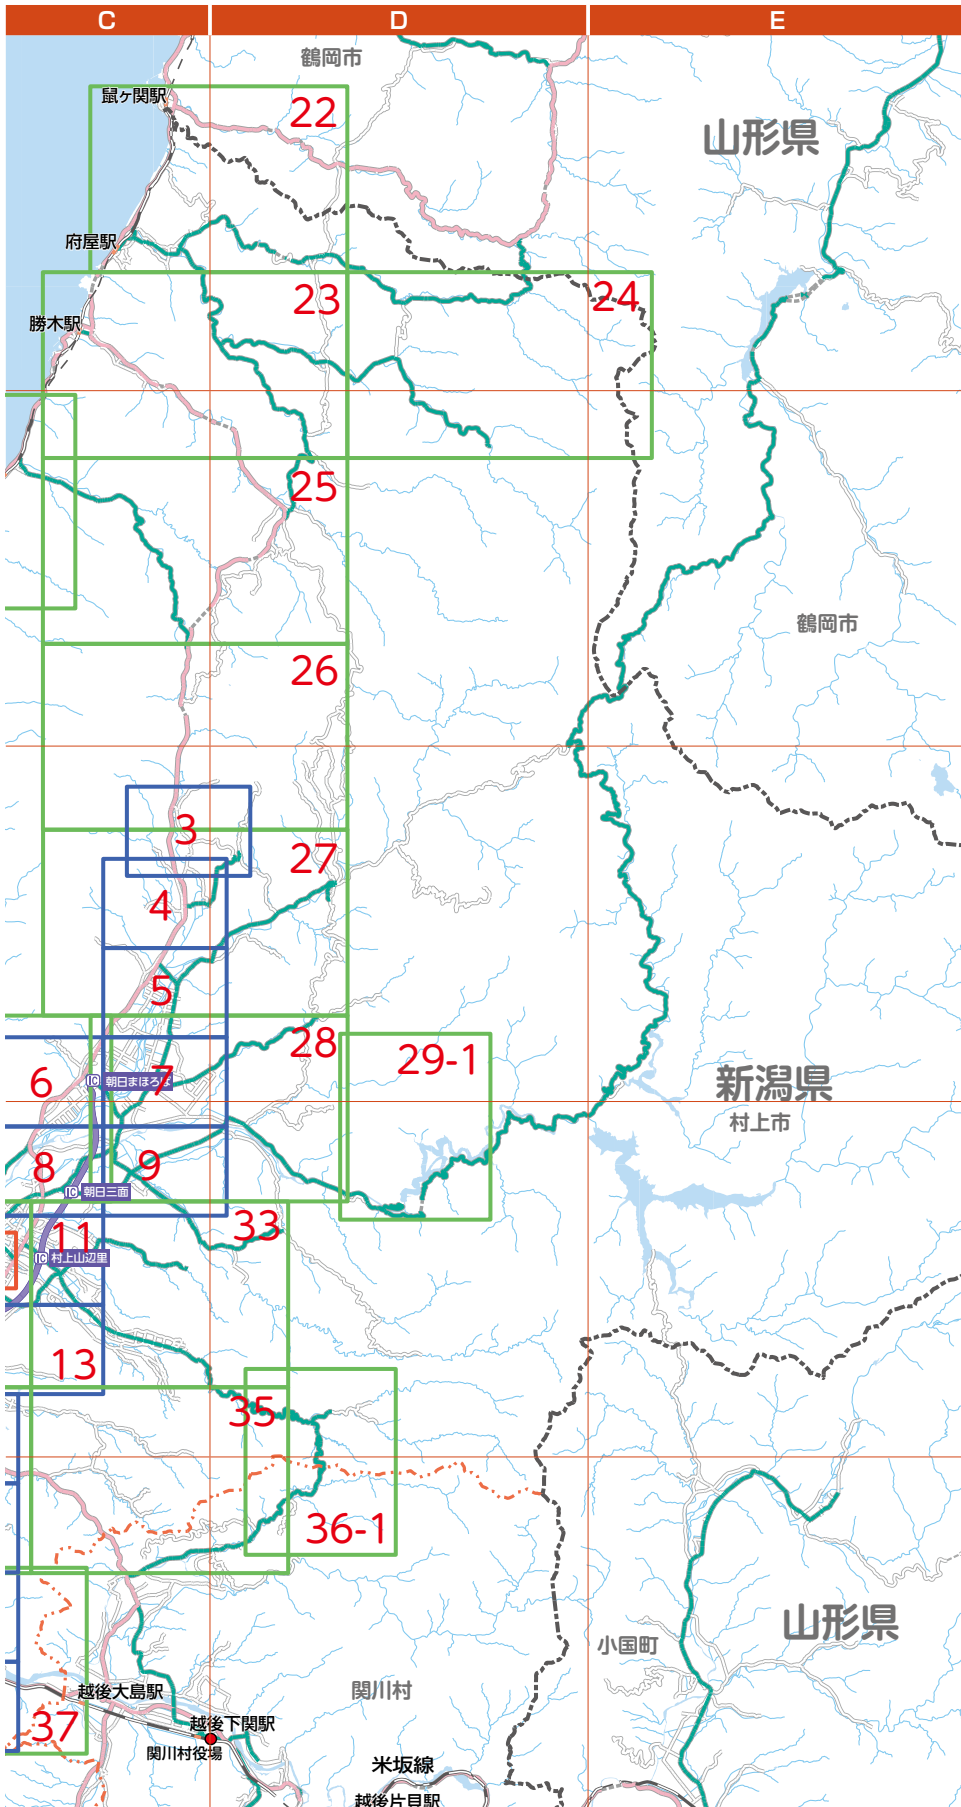 C D E
鶴岡市
鼠ヶ関駅
22
山形県
府屋駅
23
24
勝木駅
25
鶴岡市
26
3
27
4
5
28
29-1
6
IC 朝日まほろば
7
新潟県
村上市
8
9
IC 朝日三面
33
11
IC 村上山辺里
13
35
36-1
山形県
小国町
越後大島駅
関川村
37
越後下関駅
関川村役場
米坂線
越後片貝駅